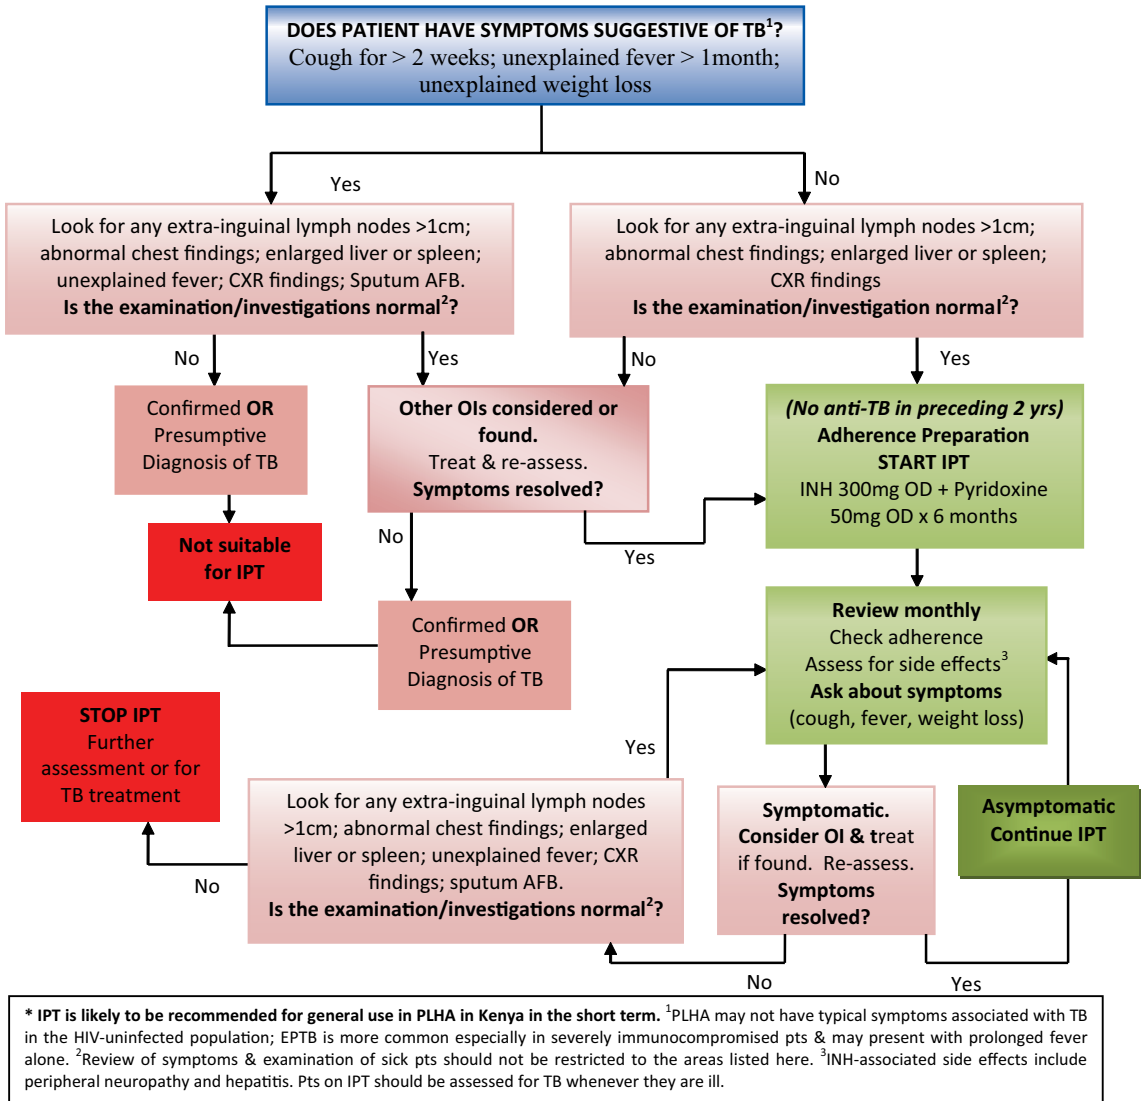 DOES PATIENT HAVE SYMPTOMS SUGGESTIVE OF TB¹?
Cough for > 2 weeks; unexplained fever > 1month;
unexplained weight loss
Yes
No
Look for any extra-inguinal lymph nodes >1cm;
abnormal chest findings; enlarged liver or spleen;
unexplained fever; CXR findings; Sputum AFB.
Is the examination/investigations normal²?
Look for any extra-inguinal lymph nodes >1cm;
abnormal chest findings; enlarged liver or spleen;
CXR findings
Is the examination/investigation normal²?
No
Yes
No
Yes
Confirmed OR
Presumptive
Diagnosis of TB
Other OIs considered or
found.
Treat & re-assess.
Symptoms resolved?
(No anti-TB in preceding 2 yrs)
Adherence Preparation
START IPT
INH 300mg OD + Pyridoxine
50mg OD x 6 months
No
Yes
Not suitable
for IPT
Confirmed OR
Presumptive
Diagnosis of TB
Review monthly
Check adherence
Assess for side effects³
Ask about symptoms
(cough, fever, weight loss)
STOP IPT
Further
assessment or for
TB treatment
Yes
Look for any extra-inguinal lymph nodes
>1cm; abnormal chest findings; enlarged
liver or spleen; unexplained fever; CXR
findings; sputum AFB.
Is the examination/investigations normal²?
Symptomatic.
Consider OI & treat
if found. Re-assess.
Symptoms
resolved?
Asymptomatic
Continue IPT
No
No
Yes
* IPT is likely to be recommended for general use in PLHA in Kenya in the short term. ¹PLHA may not have typical symptoms associated with TB
in the HIV-uninfected population; EPTB is more common especially in severely immunocompromised pts & may present with prolonged fever
alone. ²Review of symptoms & examination of sick pts should not be restricted to the areas listed here. ³INH-associated side effects include
peripheral neuropathy and hepatitis. Pts on IPT should be assessed for TB whenever they are ill.